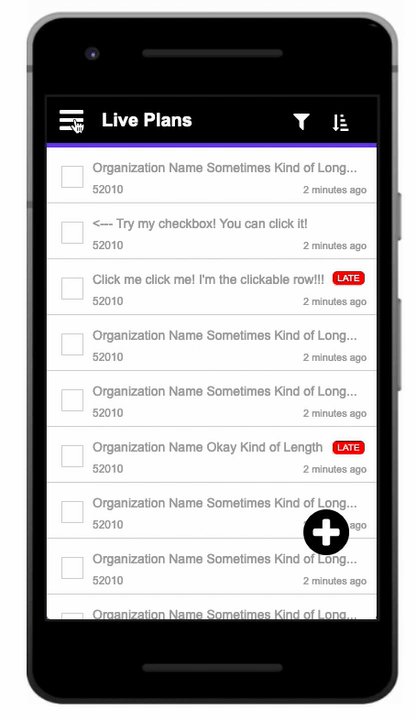 Live Plans
Organization Name Sometimes Kind of Long...
52010 2 minutes ago
<--- Try my checkbox! You can click it!
52010 2 minutes ago
Click me click me! I'm the clickable row!!! LATE
52010 2 minutes ago
Organization Name Sometimes Kind of Long...
52010 2 minutes ago
Organization Name Sometimes Kind of Long...
52010 2 minutes ago
Organization Name Okay Kind of Length LATE
52010 2 minutes ago
Organization Name Sometimes Kind of Long...
52010 ago
Organization Name Sometimes Kind of Long...
52010 2 minutes ago
Organization Name Sometimes Kind of Long...